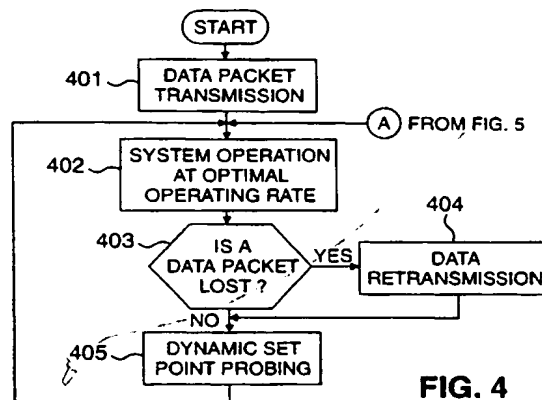 START
401
DATA PACKET
TRANSMISSION
A FROM FIG. 5
402
SYSTEM OPERATION
AT OPTIMAL
OPERATING RATE
403
IS A
DATA PACKET
LOST ?
YES
404
DATA
RETRANSMISSION
NO
405
DYNAMIC SET
POINT PROBING
FIG. 4